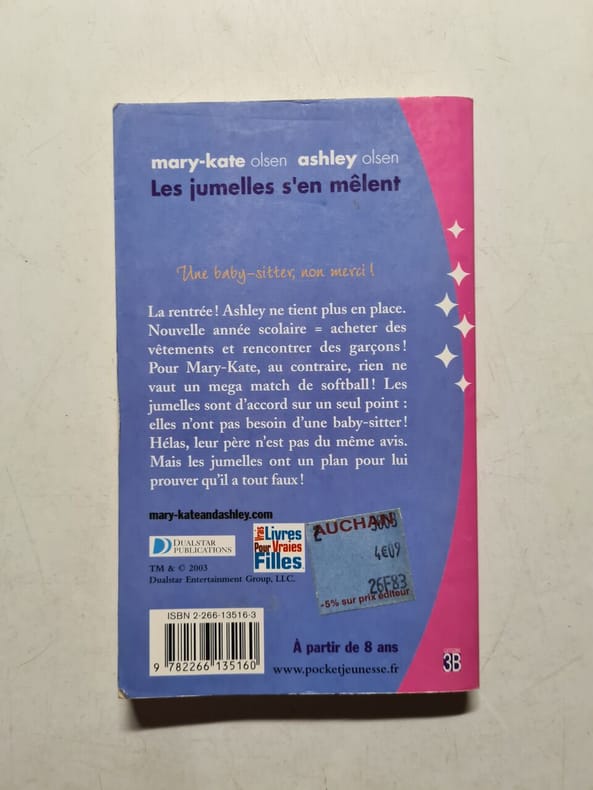 mary-kate olsen ashley olsen
Les jumelles s'en mêlent
Une baby-sitter, non merci !
La rentrée ! Ashley ne tient plus en place.
Nouvelle année scolaire = acheter des
vêtements et rencontrer des garçons !
Pour Mary-Kate, au contraire, rien ne
vaut un mega match de softball ! Les
jumelles sont d'accord sur un seul point :
elles n'ont pas besoin d'une baby-sitter !
Hélas, leur père n'est pas du même avis.
Mais les jumelles ont un plan pour lui
prouver qu'il a tout faux !
mary-kateandashley.com
DUALSTAR
PUBLICATIONS
TM & © 2003
Dualstar Entertainment Group, LLC.
Vrais
Livres
Pour Vraies
Filles.
AUCHAN
4€09
26F83
-5% sur prix éditeur
ISBN 2-266-13516-3
9 782266 135160
À partir de 8 ans
www.pocketjeunesse.fr
3B